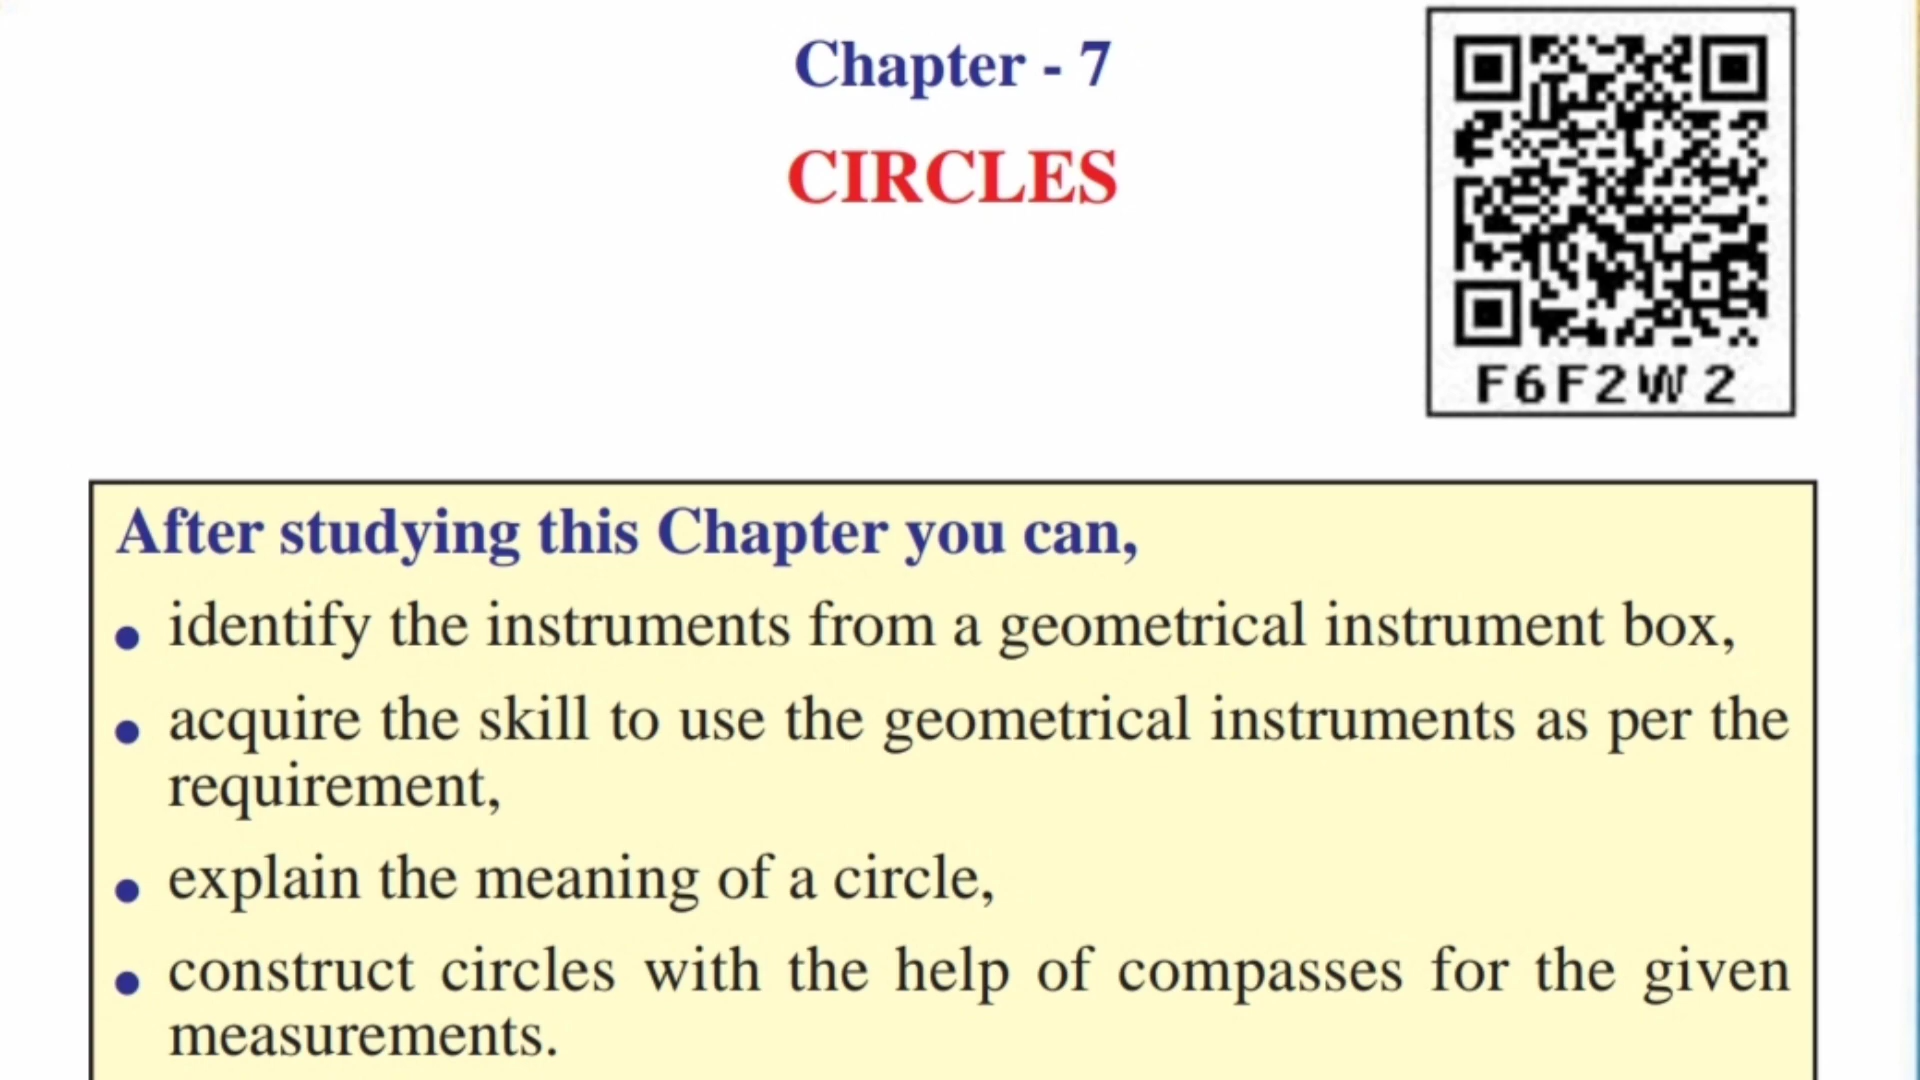 Chapter - 7
CIRCLES
F6F2W2
After studying this Chapter you can,
● identify the instruments from a geometrical instrument box,
● acquire the skill to use the geometrical instruments as per the
requirement,
● explain the meaning of a circle,
● construct circles with the help of compasses for the given
measurements.